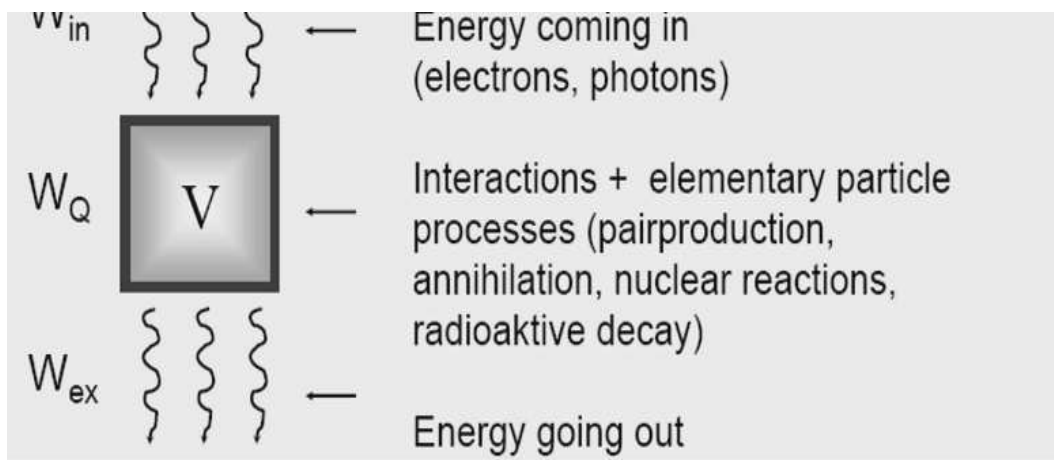 W_in Energy coming in
(electrons, photons)
W_Q V Interactions + elementary particle
processes (pairproduction,
annihilation, nuclear reactions,
radioaktive decay)
W_ex
Energy going out